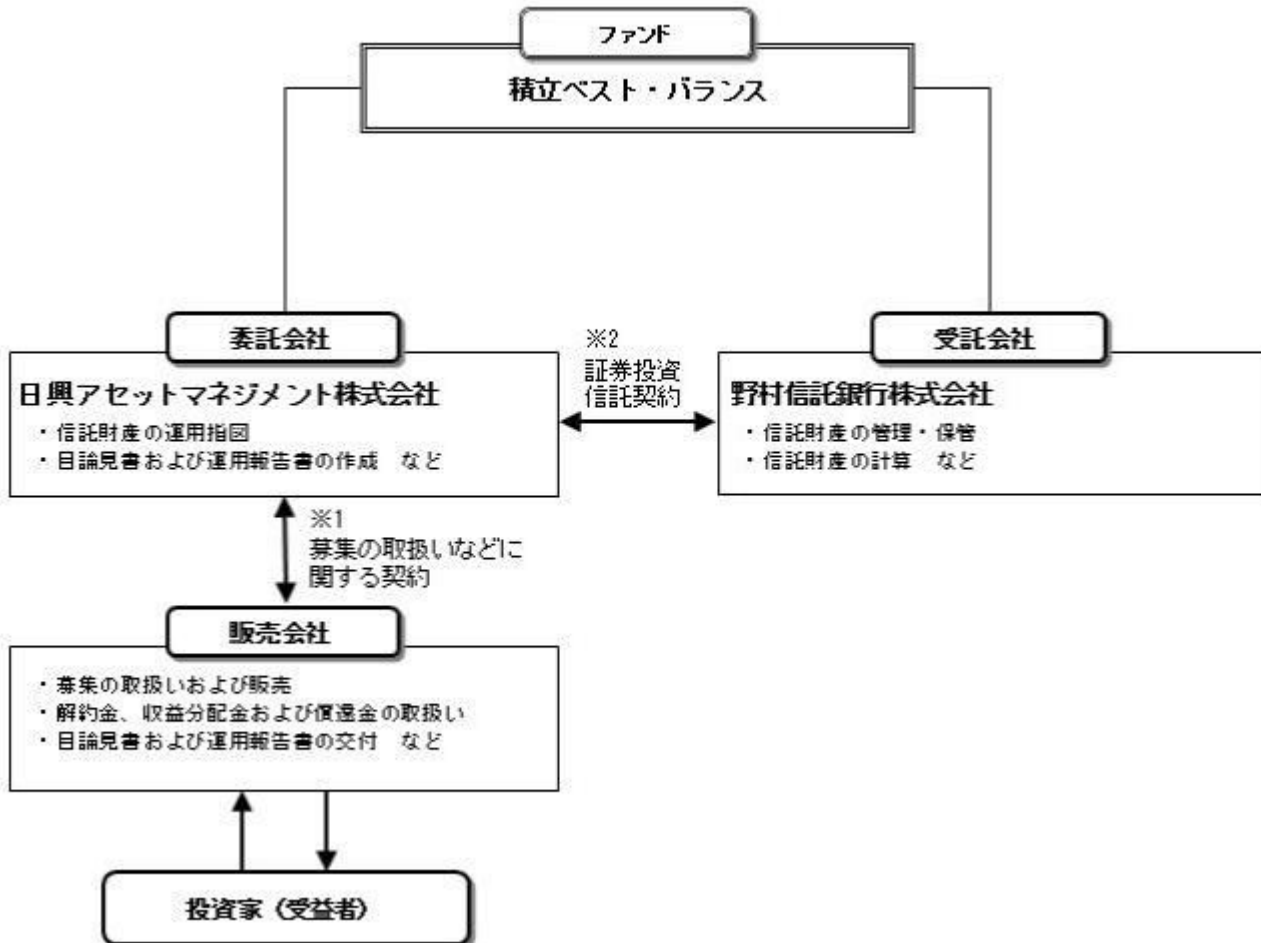 ファンド
積立ベスト・バランス
委託会社
日興アセットマネジメント株式会社
・信託財産の運用指図
・目論見書および運用報告書の作成　など
※2
証券投資
信託契約
受託会社
野村信託銀行株式会社
・信託財産の管理・保管
・信託財産の計算　など
※1
募集の取扱いなどに
関する契約
販売会社
・募集の取扱いおよび販売
・解約金、収益分配金および償還金の取扱い
・目論見書および運用報告書の交付　など
投資家（受益者）